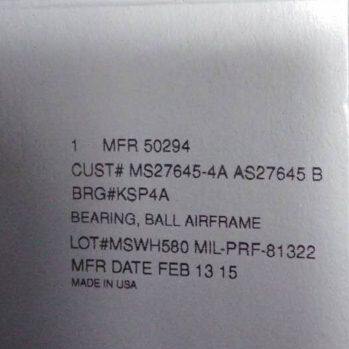 1 MFR 50294
CUST# MS27645-4A AS27645 B
BRG#KSP4A
BEARING, BALL AIRFRAME
LOT#MSWH580 MIL-PRF-81322
MFR DATE FEB 13 15
MADE IN USA